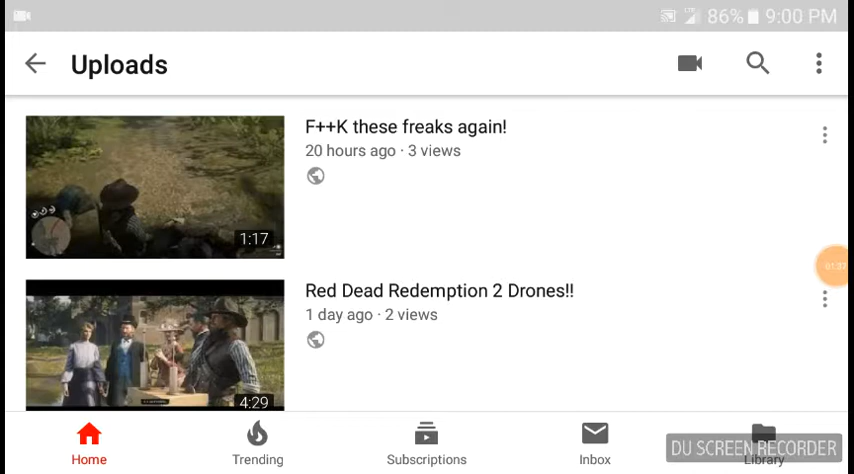 86% 9:00 PM
Uploads
F++K these freaks again!
20 hours ago · 3 views
1:17
Red Dead Redemption 2 Drones!!
1 day ago · 2 views
4:29
Home
Trending
Subscriptions
Inbox
Library
DU SCREEN RECORDER